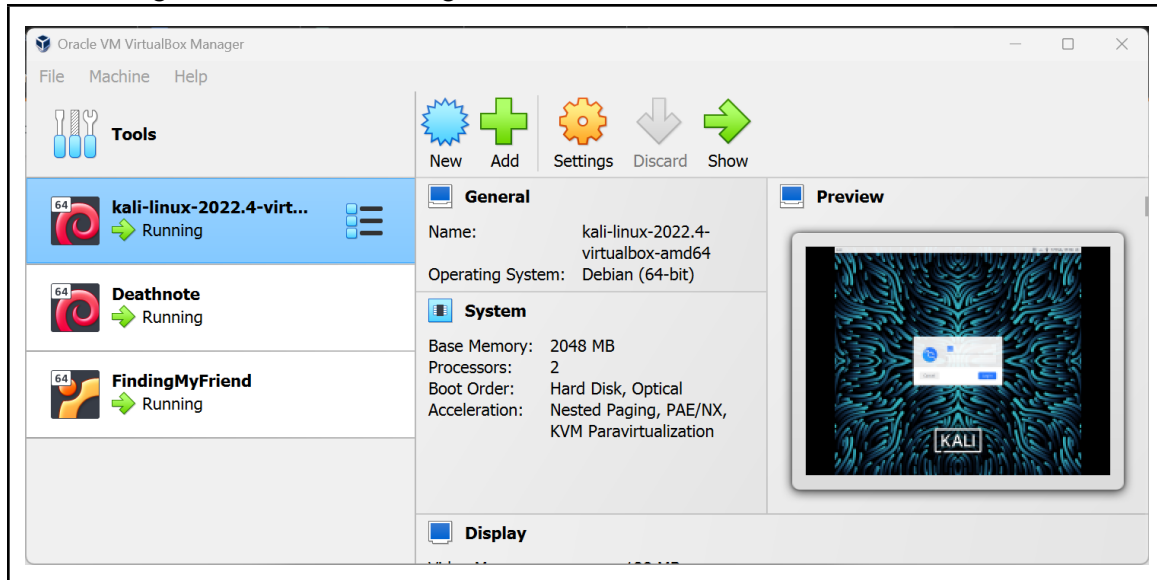 Oracle VM VirtualBox Manager
File Machine Help
Tools
New Add Settings Discard Show
64
kali-linux-2022.4-virt...
Running
64
Deathnote
Running
64
FindingMyFriend
Running
General
Name: kali-linux-2022.4-
virtualbox-amd64
Operating System: Debian (64-bit)
System
Base Memory: 2048 MB
Processors: 2
Boot Order: Hard Disk, Optical
Acceleration: Nested Paging, PAE/NX,
KVM Paravirtualization
Preview
KALI
Display